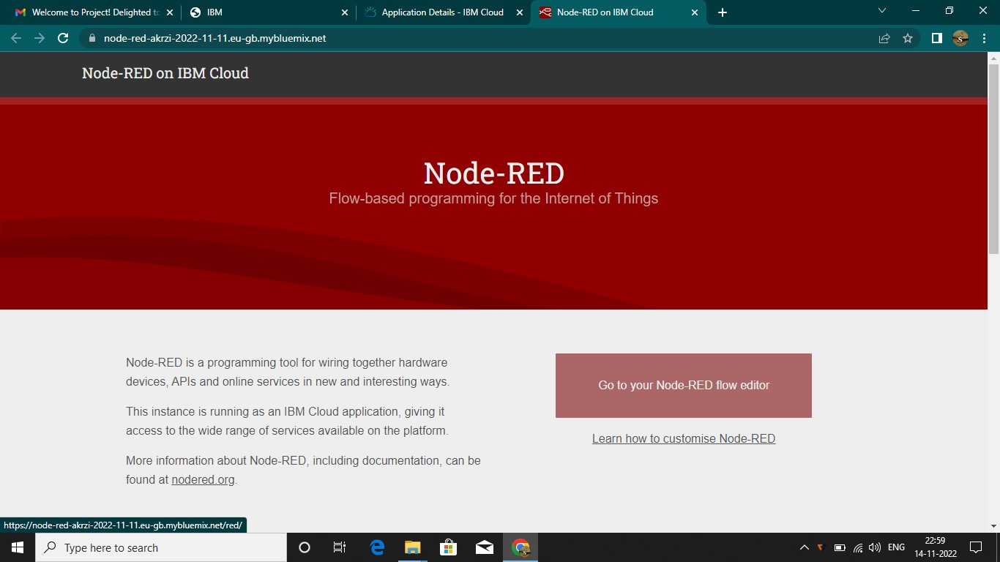 Welcome to Project! Delighted to
IBM
Application Details - IBM Cloud
Node-RED on IBM Cloud
node-red-akrzi-2022-11-11.eu-gb.mybluemix.net
Node-RED on IBM Cloud
Node-RED
Flow-based programming for the Internet of Things
Node-RED is a programming tool for wiring together hardware
devices, APIs and online services in new and interesting ways.
This instance is running as an IBM Cloud application, giving it
access to the wide range of services available on the platform.
More information about Node-RED, including documentation, can be
found at nodered.org.
Go to your Node-RED flow editor
Learn how to customise Node-RED
https://node-red-akrzi-2022-11-11.eu-gb.mybluemix.net/red/
Type here to search
ENG
22:59
14-11-2022